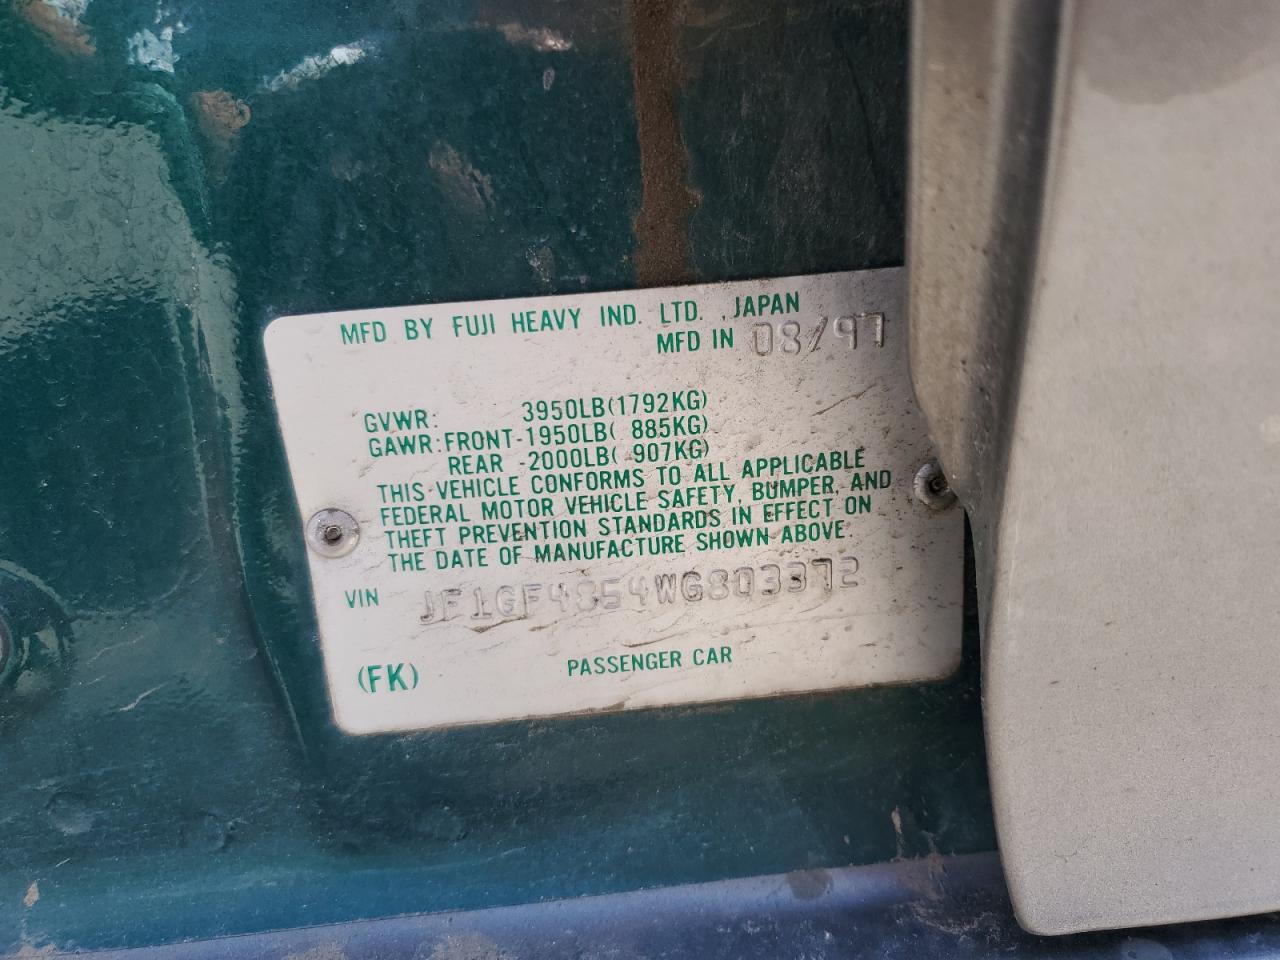 MFD BY FUJI HEAVY IND. LTD. ,JAPAN
MFD IN 08/97
GVWR: 3950LB(1792KG)
GAWR:FRONT-1950LB( 885KG)
REAR -2000LB( 907KG)
THIS VEHICLE CONFORMS TO ALL APPLICABLE
FEDERAL MOTOR VEHICLE SAFETY, BUMPER, AND
THEFT PREVENTION STANDARDS IN EFFECT ON
THE DATE OF MANUFACTURE SHOWN ABOVE.
VIN JF1GF4854WG803372
(FK) PASSENGER CAR